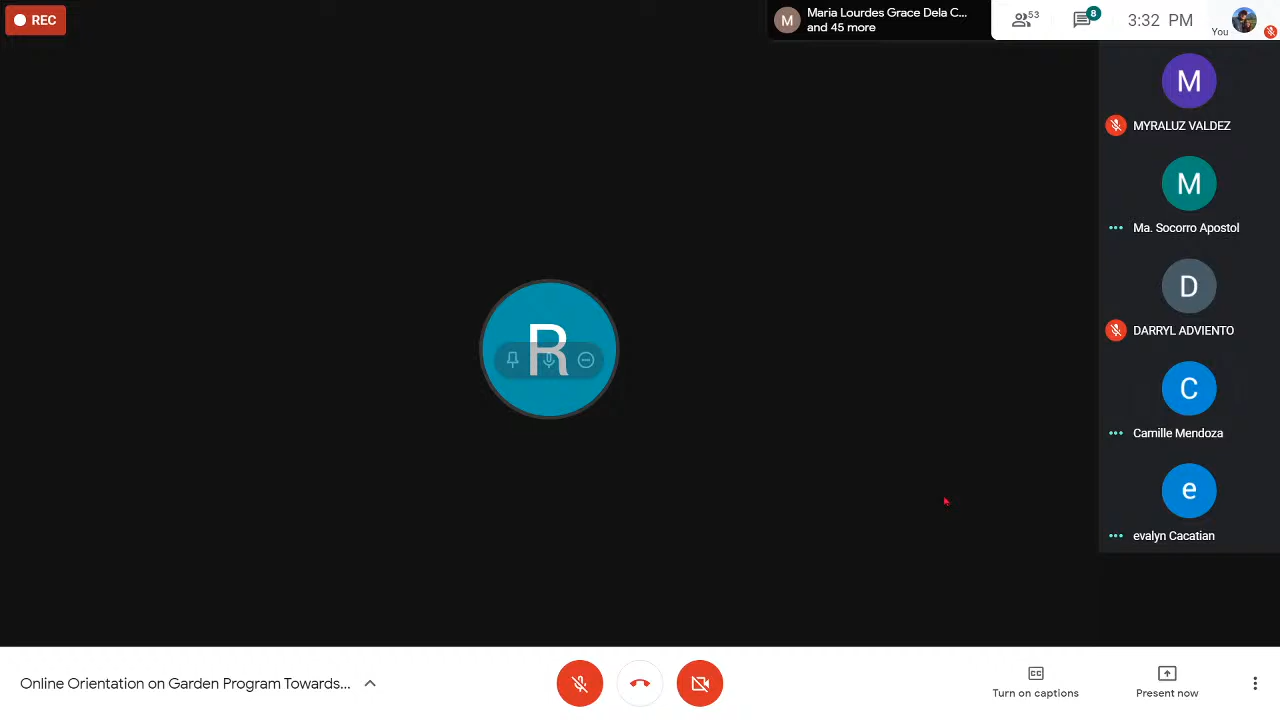 REC
M
Maria Lourdes Grace Dela C...
and 45 more
53
8
3:32 PM
You
M
MYRALUZ VALDEZ
M
Ma. Socorro Apostol
D
DARRYL ADVIENTO
C
Camille Mendoza
e
evalyn Cacatian
R
Online Orientation on Garden Program Towards...
CC
Turn on captions
Present now